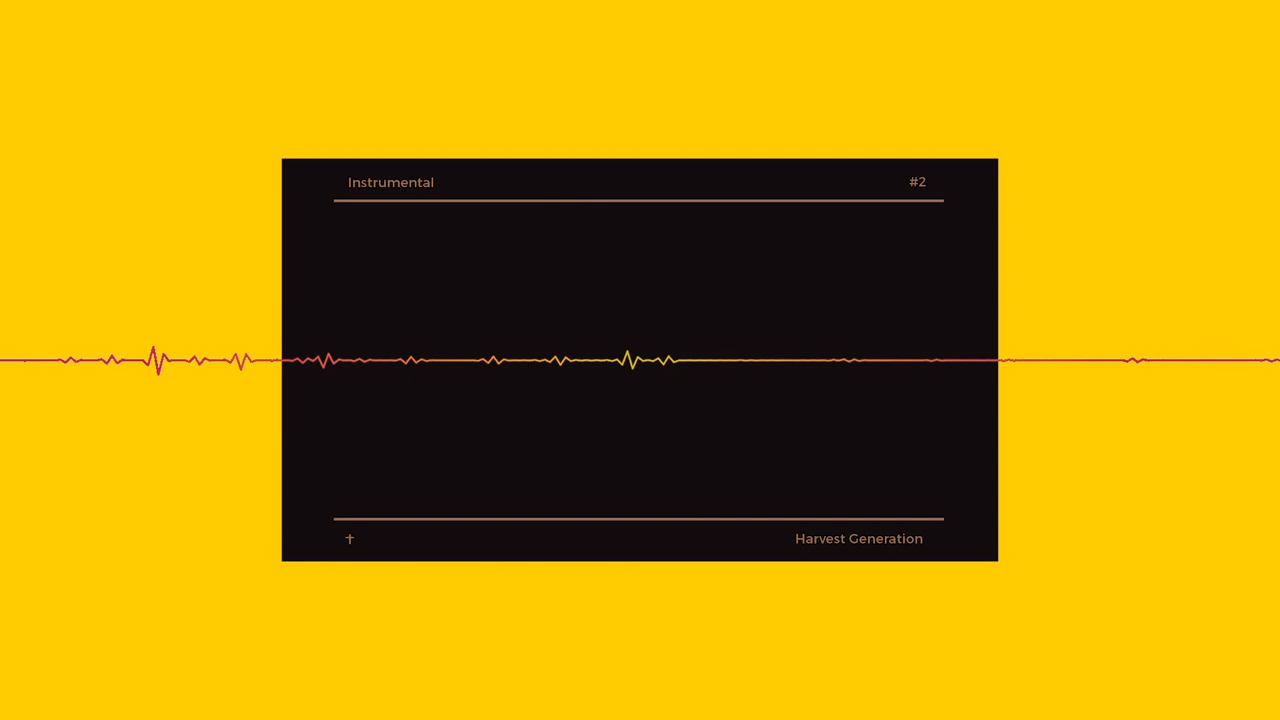 Instrumental
#2
✝
Harvest Generation